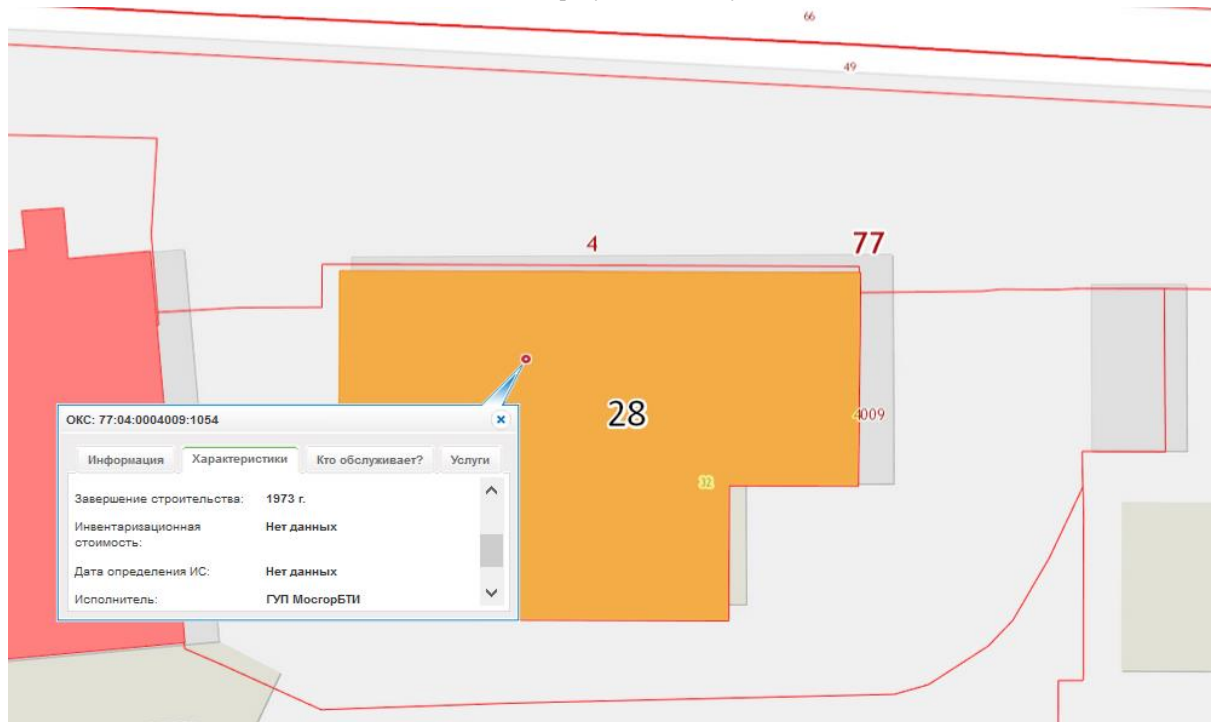 66
49
4
77
28
4009
32
ОКС: 77:04:0004009:1054
Информация Характеристики Кто обслуживает? Услуги
Завершение строительства: 1973 г.
Инвентаризационная Нет данных
стоимость:
Дата определения ИС: Нет данных
Исполнитель: ГУП МосгорБТИ